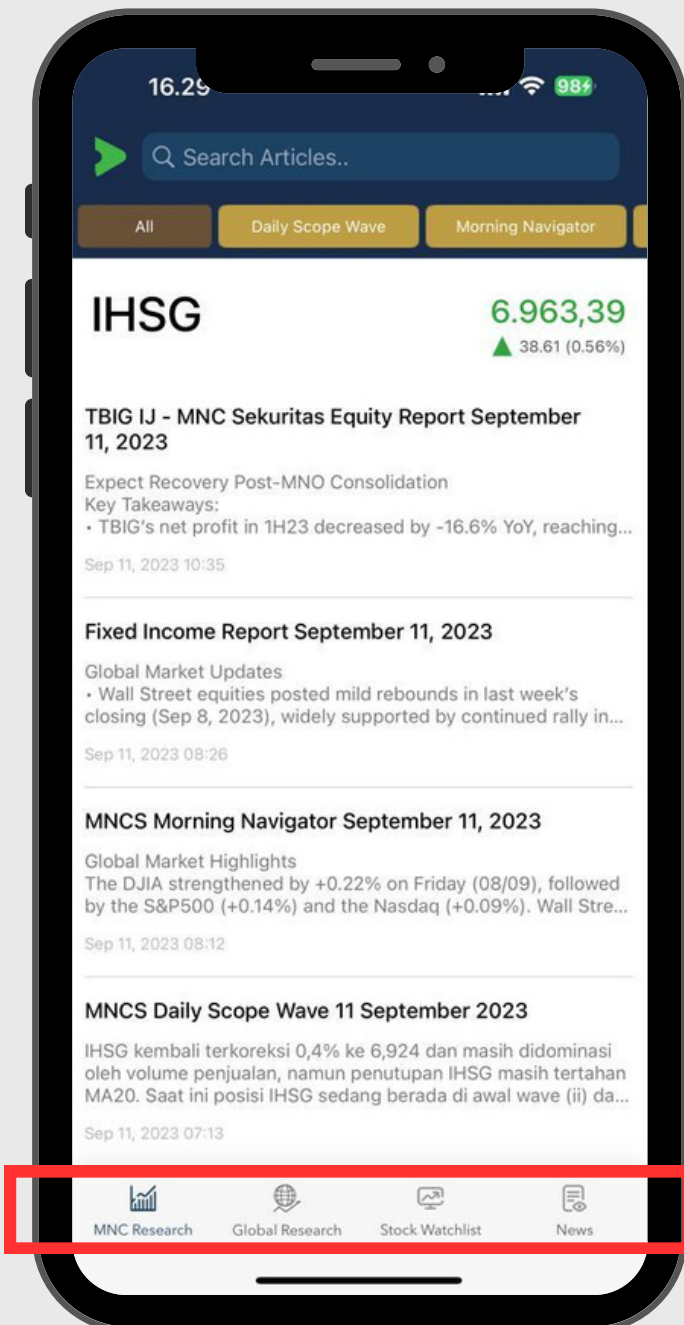 16.29
98
Search Articles..
All
Daily Scope Wave
Morning Navigator
IHSG
6.963,39
38.61 (0.56%)
TBIG IJ - MNC Sekuritas Equity Report September
11, 2023
Expect Recovery Post-MNO Consolidation
Key Takeaways:
• TBIG's net profit in 1H23 decreased by -16.6% YoY, reaching...
Sep 11, 2023 10:35
Fixed Income Report September 11, 2023
Global Market Updates
• Wall Street equities posted mild rebounds in last week's
closing (Sep 8, 2023), widely supported by continued rally in...
Sep 11, 2023 08:26
MNCS Morning Navigator September 11, 2023
Global Market Highlights
The DJIA strengthened by +0.22% on Friday (08/09), followed
by the S&P500 (+0.14%) and the Nasdaq (+0.09%). Wall Stre...
Sep 11, 2023 08:12
MNCS Daily Scope Wave 11 September 2023
IHSG kembali terkoreksi 0,4% ke 6,924 dan masih didominasi
oleh volume penjualan, namun penutupan IHSG masih tertahan
MA20. Saat ini posisi IHSG sedang berada di awal wave (ii) da...
Sep 11, 2023 07:13
MNC Research
Global Research
Stock Watchlist
News